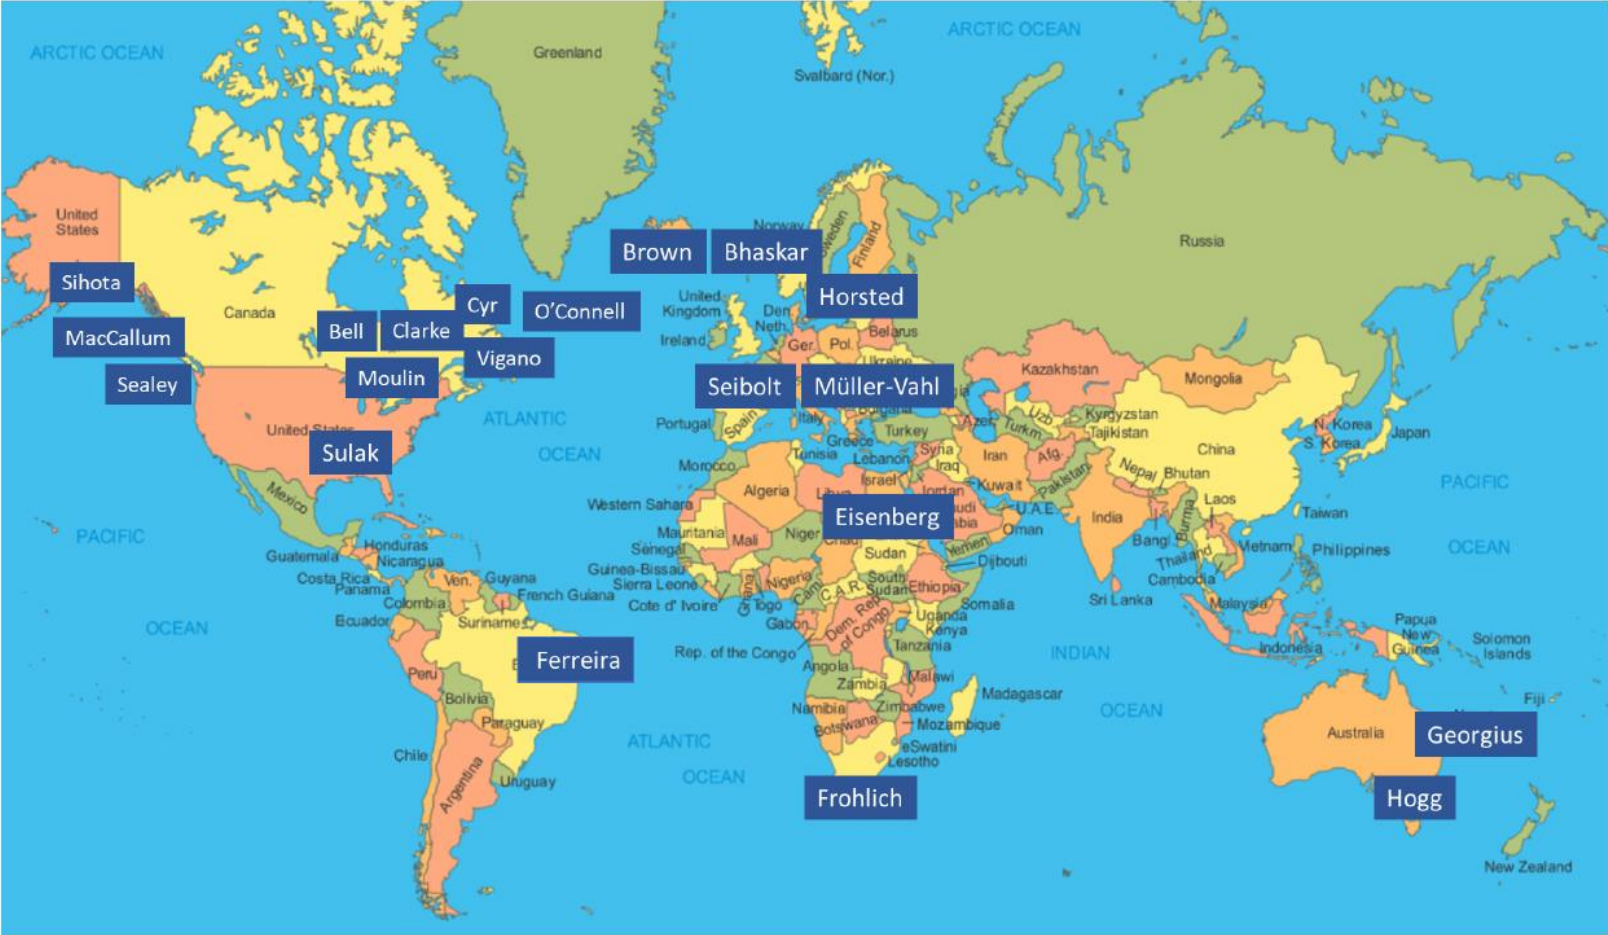 ARCTIC OCEAN
Greenland
ARCTIC OCEAN
Svalbard (Nor.)
United
States
Canada
Norway
Sweden
Finland
Russia
Brown
Bhaskar
Sihota
Horsted
Cyr
O'Connell
United
Kingdom
Den.
Neth.
Ireland
Ger.
Pol.
Belarus
Ukraine
MacCallum
Bell
Clarke
Vigano
Sealey
Moulin
Seibolt
Müller-Vahl
Kazakhstan
Mongolia
ATLANTIC
OCEAN
United States
Sulak
Portugal
Spain
Italy
Bulgaria
Greece
Turkey
Azer.
Uzb.
Turkm.
Kyrgyzstan
Tajikistan
China
N. Korea
S. Korea
Japan
Morocco
Tunisia
Lebanon
Syria
Iraq
Iran
Afg.
Pakistan
Nepal
Bhutan
Mexico
Western Sahara
Algeria
Libya
Israel
Jordan
Kuwait
U.A.E.
Oman
India
Bangl.
Burma
Laos
Taiwan
PACIFIC
OCEAN
PACIFIC
OCEAN
Eisenberg
Mauritania
Mali
Niger
Chad
Sudan
Yemen
Djibouti
Thailand
Vietnam
Philippines
Cambodia
Guatemala
Honduras
Nicaragua
Costa Rica
Panama
Ven.
Guyana
French Guiana
Colombia
Suriname
Ecuador
Senegal
Guinea-Bissau
Sierra Leone
Cote d' Ivoire
Ghana
Togo
Nigeria
Cam.
C.A.R.
South
Sudan
Ethiopia
Somalia
Sri Lanka
Malaysia
Gabon
Dem. Rep.
of Congo
Uganda
Kenya
Rep. of the Congo
Tanzania
INDIAN
OCEAN
Indonesia
Papua
New
Guinea
Solomon
Islands
Ferreira
Peru
Bolivia
Paraguay
Chile
Argentina
Uruguay
ATLANTIC
OCEAN
Angola
Zambia
Malawi
Namibia
Botswana
Zimbabwe
Mozambique
Madagascar
eSwatini
Lesotho
Frohlich
Fiji
Australia
Georgius
Hogg
New Zealand